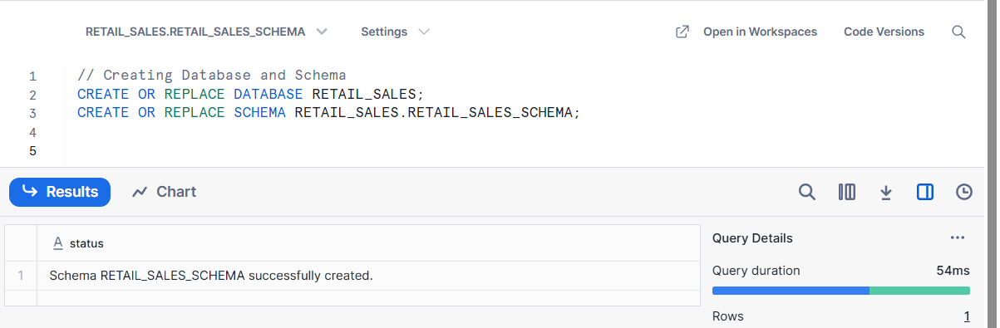 RETAIL_SALES.RETAIL_SALES_SCHEMA Settings Open in Workspaces Code Versions
1 // Creating Database and Schema
2 CREATE OR REPLACE DATABASE RETAIL_SALES;
3 CREATE OR REPLACE SCHEMA RETAIL_SALES.RETAIL_SALES_SCHEMA;
4
5
Results Chart
A status
1 Schema RETAIL_SALES_SCHEMA successfully created.
Query Details
Query duration 54ms
Rows 1